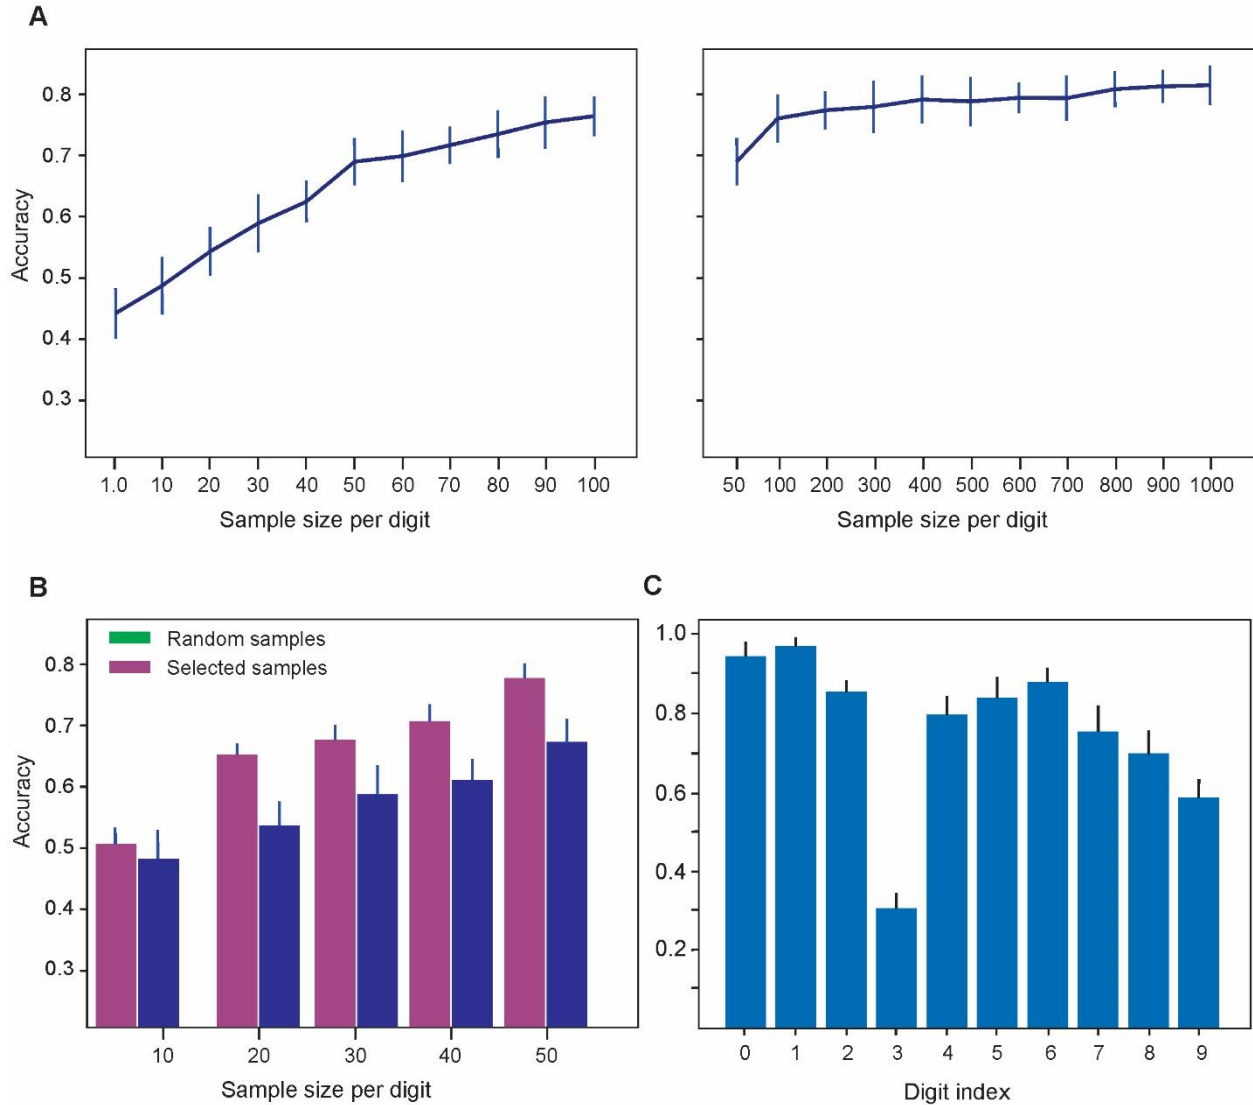 A
0.8
0.7
0.6
0.5
0.4
0.3
Accuracy
1.0 10 20 30 40 50 60 70 80 90 100
Sample size per digit
50 100 200 300 400 500 600 700 800 900 1000
Sample size per digit
B
Random samples
Selected samples
0.8
0.7
0.6
0.5
0.4
0.3
Accuracy
10 20 30 40 50
Sample size per digit
C
1.0
0.8
0.6
0.4
0.2
0 1 2 3 4 5 6 7 8 9
Digit index